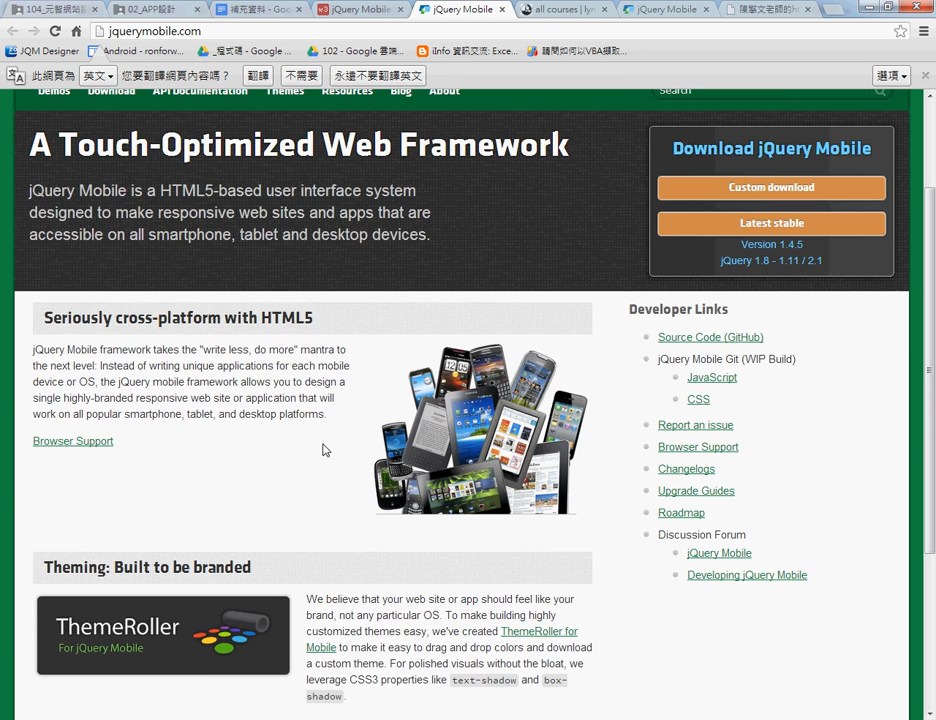 104_元智網站設
02_APP設計
補充資料 - Goo
jQuery Mobile
jQuery Mobile
all courses | lyn
jQuery Mobile
陳擎文老師的h
jquerymobile.com
JQM Designer
Android - ronforw...
_程式碼 - Google ...
102 - Google 雲端...
iInfo 資訊交流: Exce...
請問如何以VBA擷取...
此網頁為
英文
您要翻譯網頁內容嗎？
翻譯
不需要
永遠不要翻譯英文
選項
Demos
Download
API Documentation
Themes
Resources
Blog
About
Search
A Touch-Optimized Web Framework
jQuery Mobile is a HTML5-based user interface system
designed to make responsive web sites and apps that are
accessible on all smartphone, tablet and desktop devices.
Download jQuery Mobile
Custom download
Latest stable
Version 1.4.5
jQuery 1.8 - 1.11 / 2.1
Seriously cross-platform with HTML5
jQuery Mobile framework takes the "write less, do more" mantra to
the next level: Instead of writing unique applications for each mobile
device or OS, the jQuery mobile framework allows you to design a
single highly-branded responsive web site or application that will
work on all popular smartphone, tablet, and desktop platforms.
Browser Support
Theming: Built to be branded
ThemeRoller
For jQuery Mobile
We believe that your web site or app should feel like your
brand, not any particular OS. To make building highly
customized themes easy, we've created ThemeRoller for
Mobile to make it easy to drag and drop colors and download
a custom theme. For polished visuals without the bloat, we
leverage CSS3 properties like text-shadow and box-
shadow.
Developer Links
Source Code (GitHub)
jQuery Mobile Git (WIP Build)
JavaScript
CSS
Report an issue
Browser Support
Changelogs
Upgrade Guides
Roadmap
Discussion Forum
jQuery Mobile
Developing jQuery Mobile